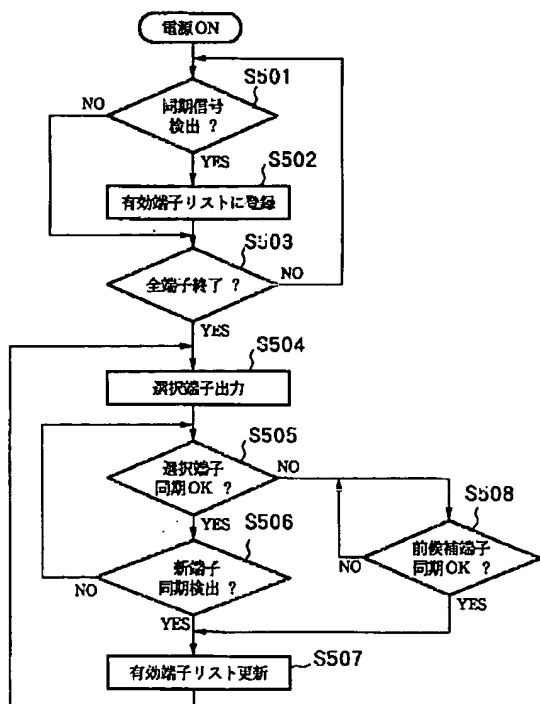 電源ON
S501
NO
同期信号
検出 ?
YES
S502
有効端子リストに登録
S503
全端子終了 ?
NO
YES
S504
選択端子出力
S505
選択端子
同期OK ?
NO
YES
S506
S508
新端子
同期検出 ?
NO
YES
前候補端子
同期OK ?
NO
YES
S507
有効端子リスト更新